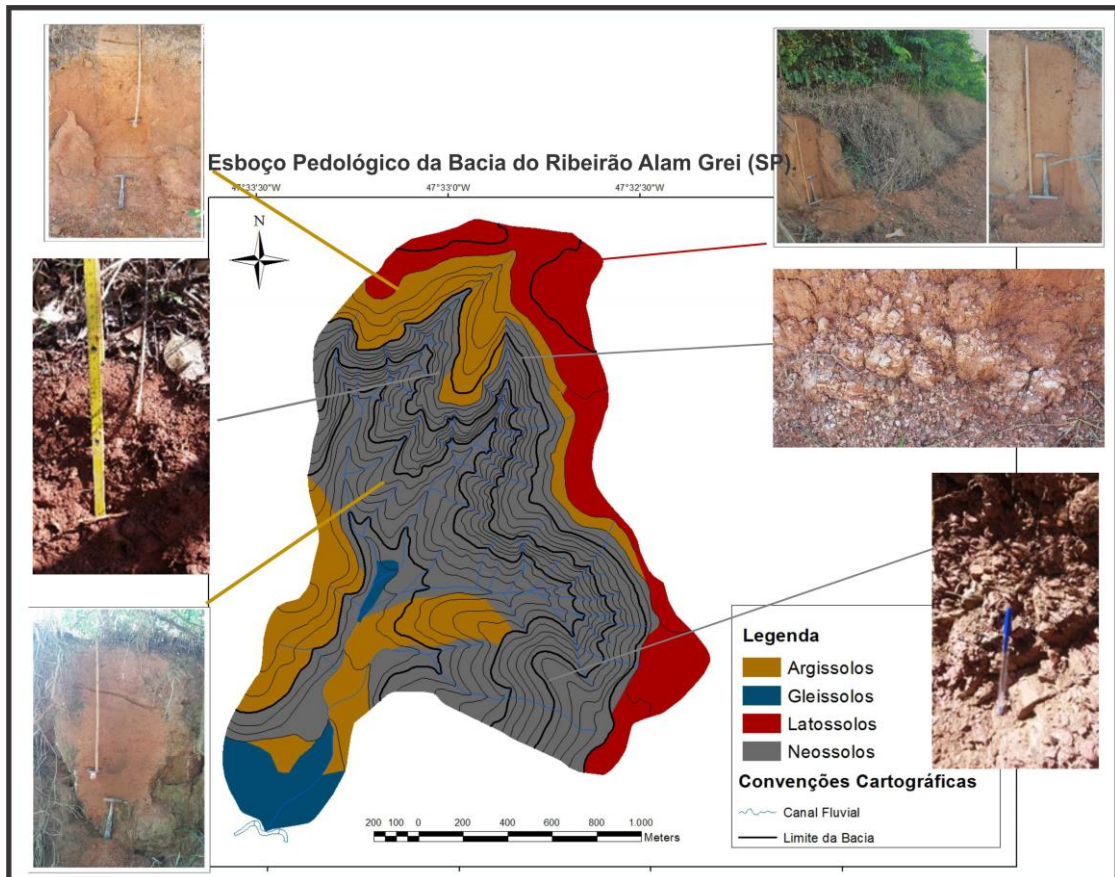 Esboço Pedológico da Bacia do Ribeirão Alam Grei (SP).
47°33'30"W 47°33'0"W 47°32'30"W
N
Legenda
Argissolos
Gleissolos
Latossolos
Neossolos
Convenções Cartográficas
Canal Fluvial
Limite da Bacia
200 100 0 200 400 600 800 1.000
Meters